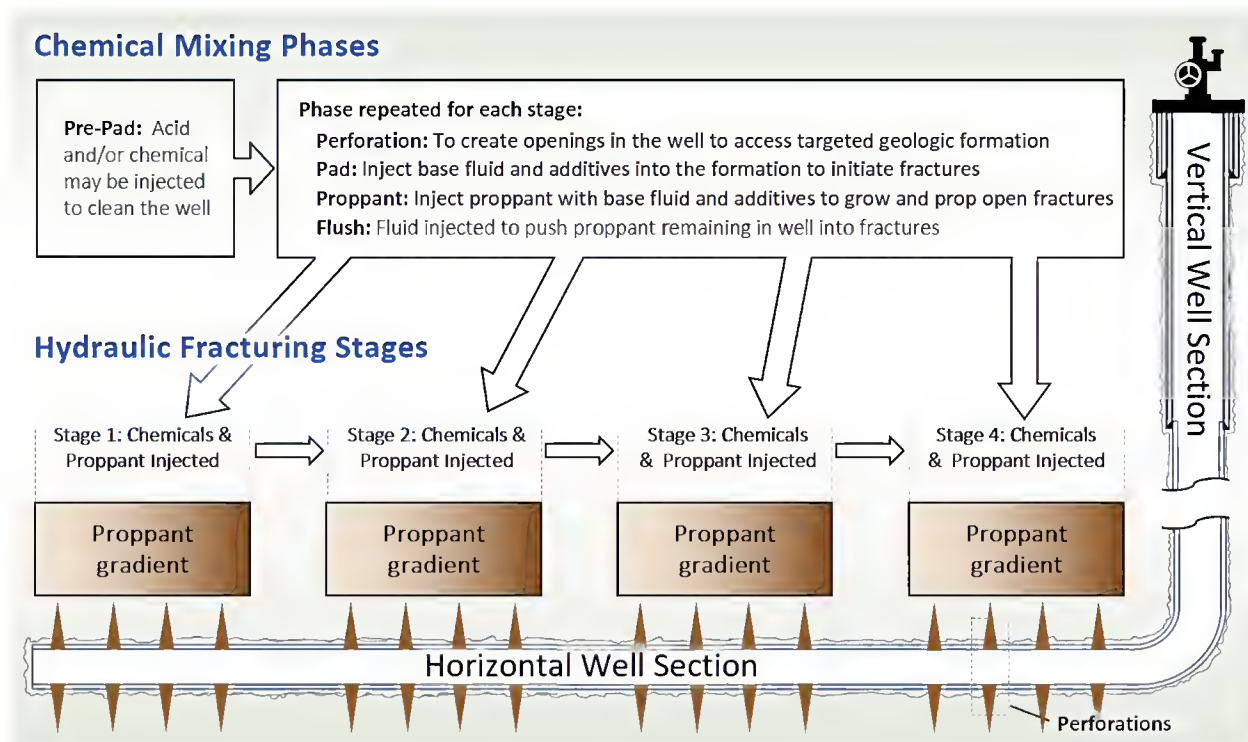 Chemical Mixing Phases
Pre-Pad: Acid
and/or chemical
may be injected
to clean the well
Phase repeated for each stage:
Perforation: To create openings in the well to access targeted geologic formation
Pad: Inject base fluid and additives into the formation to initiate fractures
Proppant: Inject proppant with base fluid and additives to grow and prop open fractures
Flush: Fluid injected to push proppant remaining in well into fractures
Vertical Well Section
Hydraulic Fracturing Stages
Stage 1: Chemicals &
Proppant Injected
Stage 2: Chemicals &
Proppant Injected
Stage 3: Chemicals
& Proppant Injected
Stage 4: Chemicals
& Proppant Injected
Proppant
gradient
Proppant
gradient
Proppant
gradient
Proppant
gradient
Horizontal Well Section
Perforations